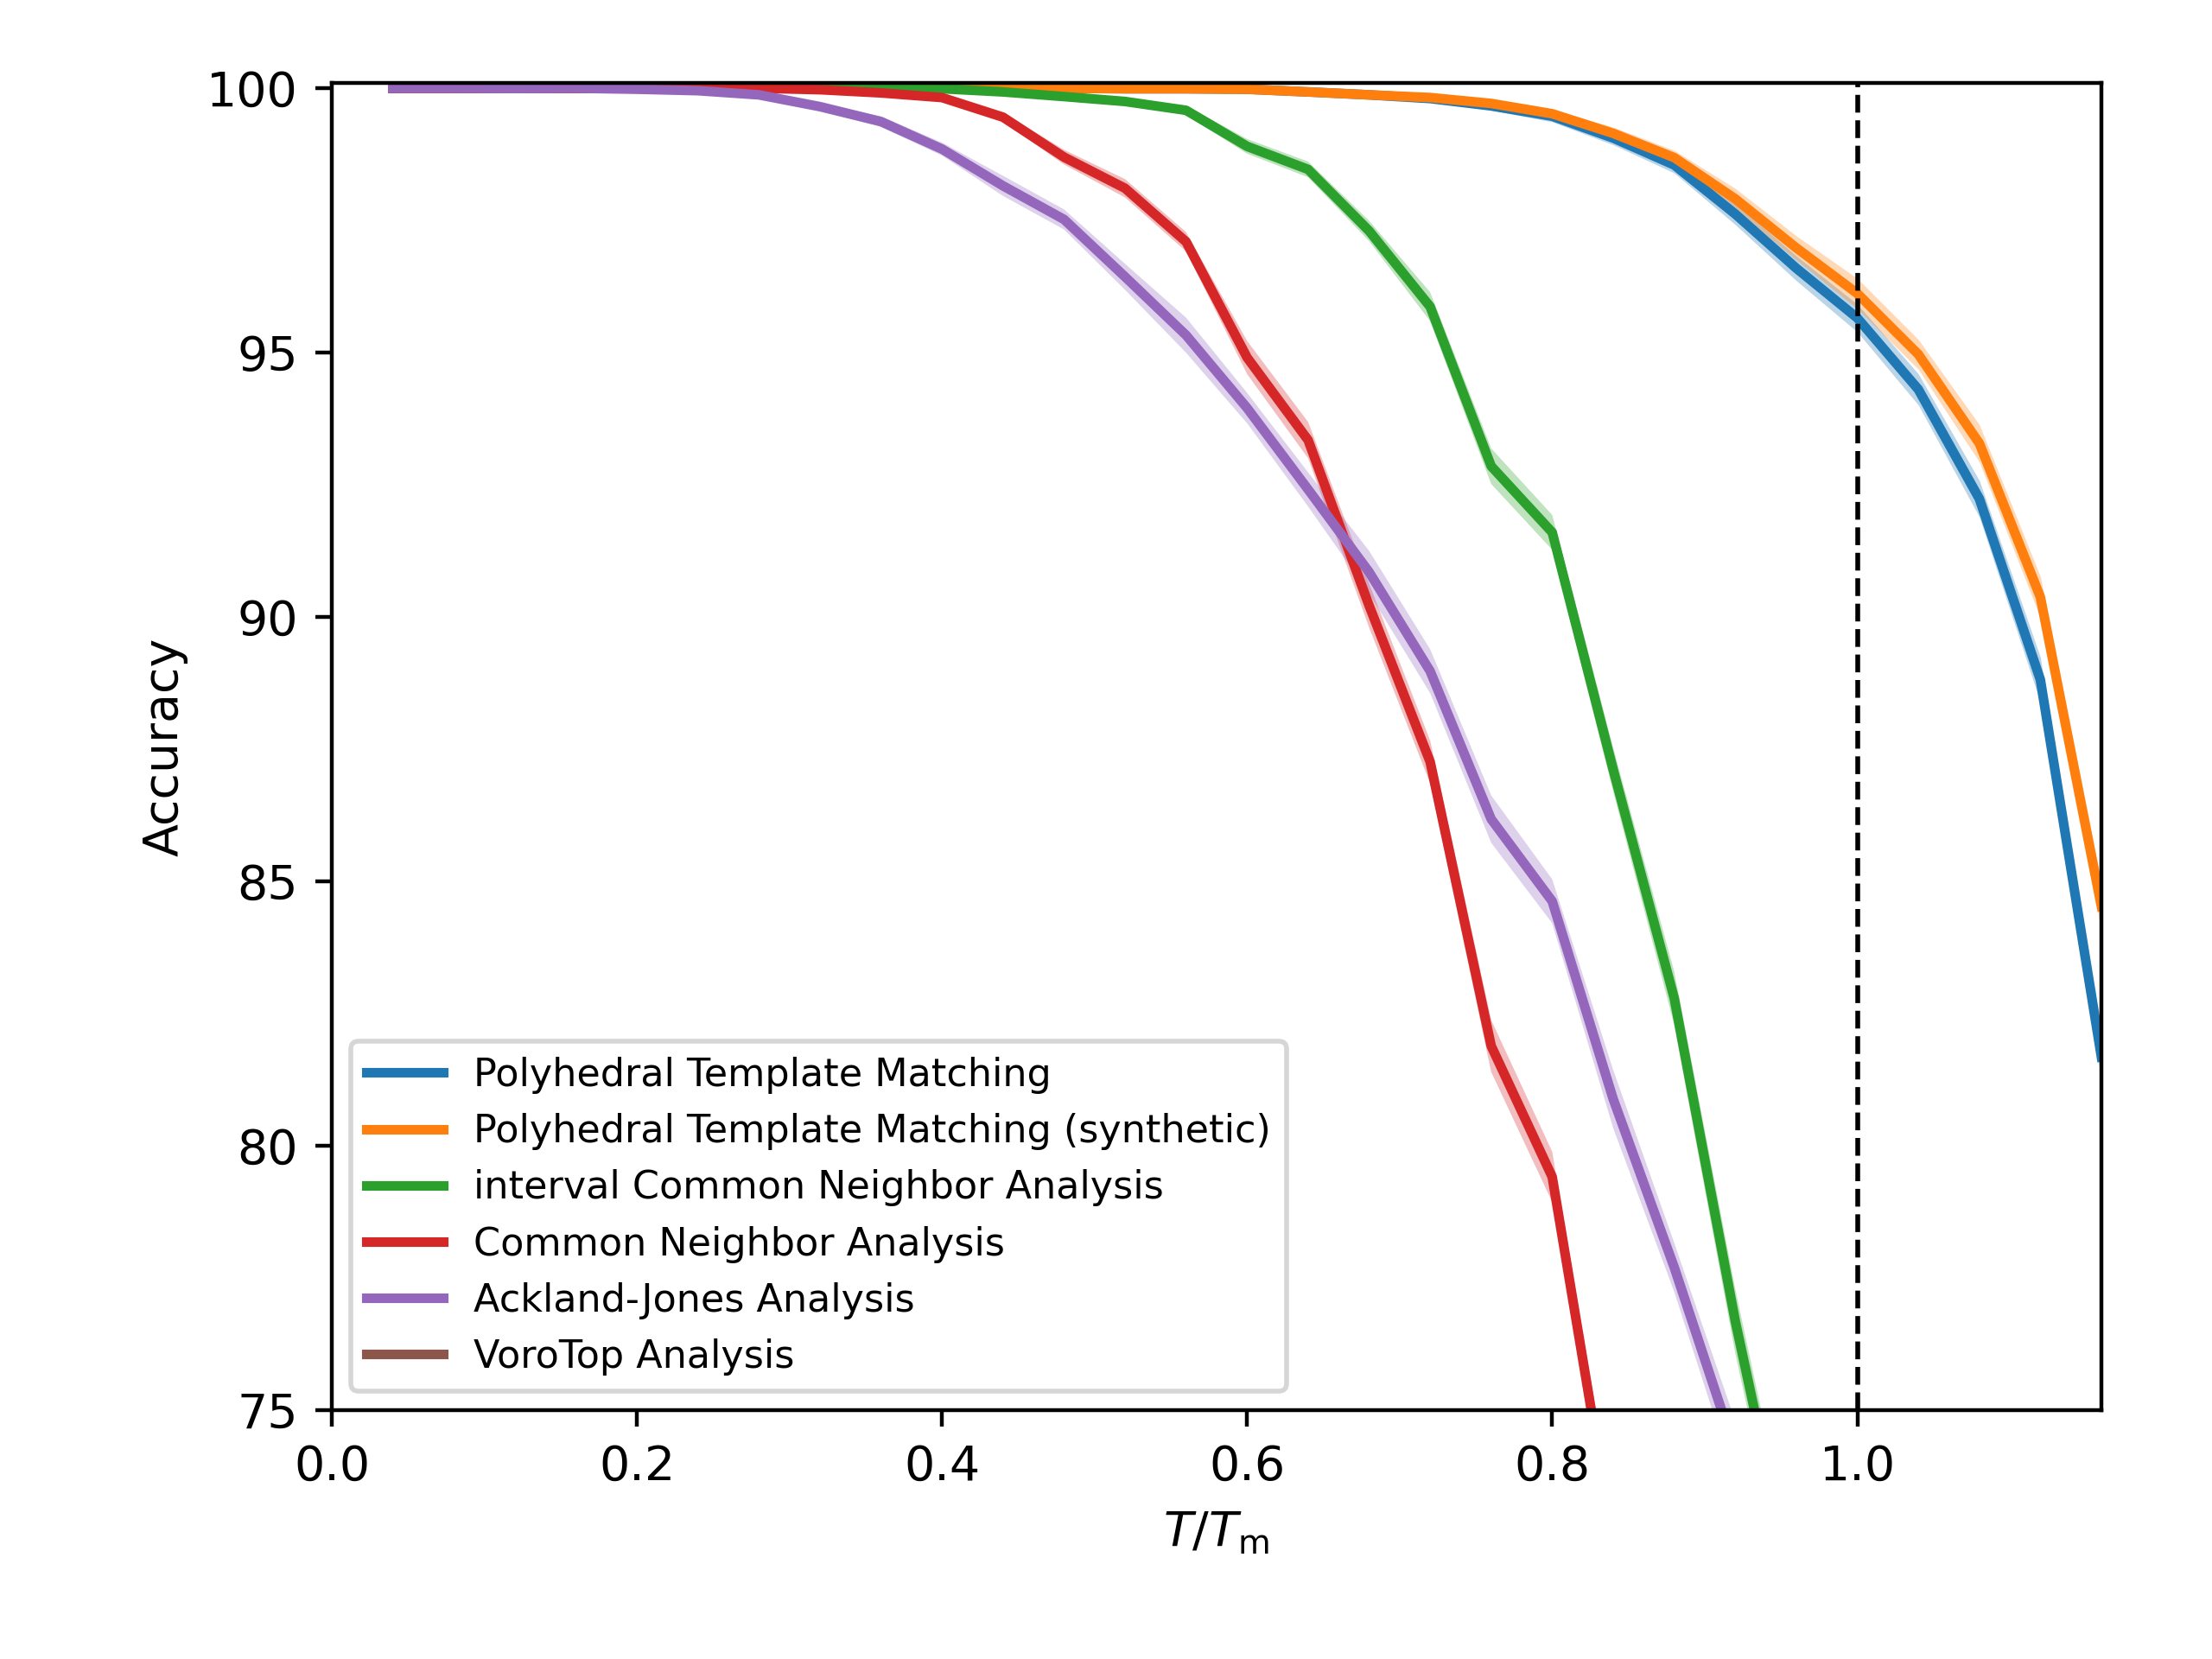 100
95
90
85
80
75
Accuracy
Polyhedral Template Matching
Polyhedral Template Matching (synthetic)
interval Common Neighbor Analysis
Common Neighbor Analysis
Ackland-Jones Analysis
VoroTop Analysis
0.0 0.2 0.4 0.6 0.8 1.0
T/Tm